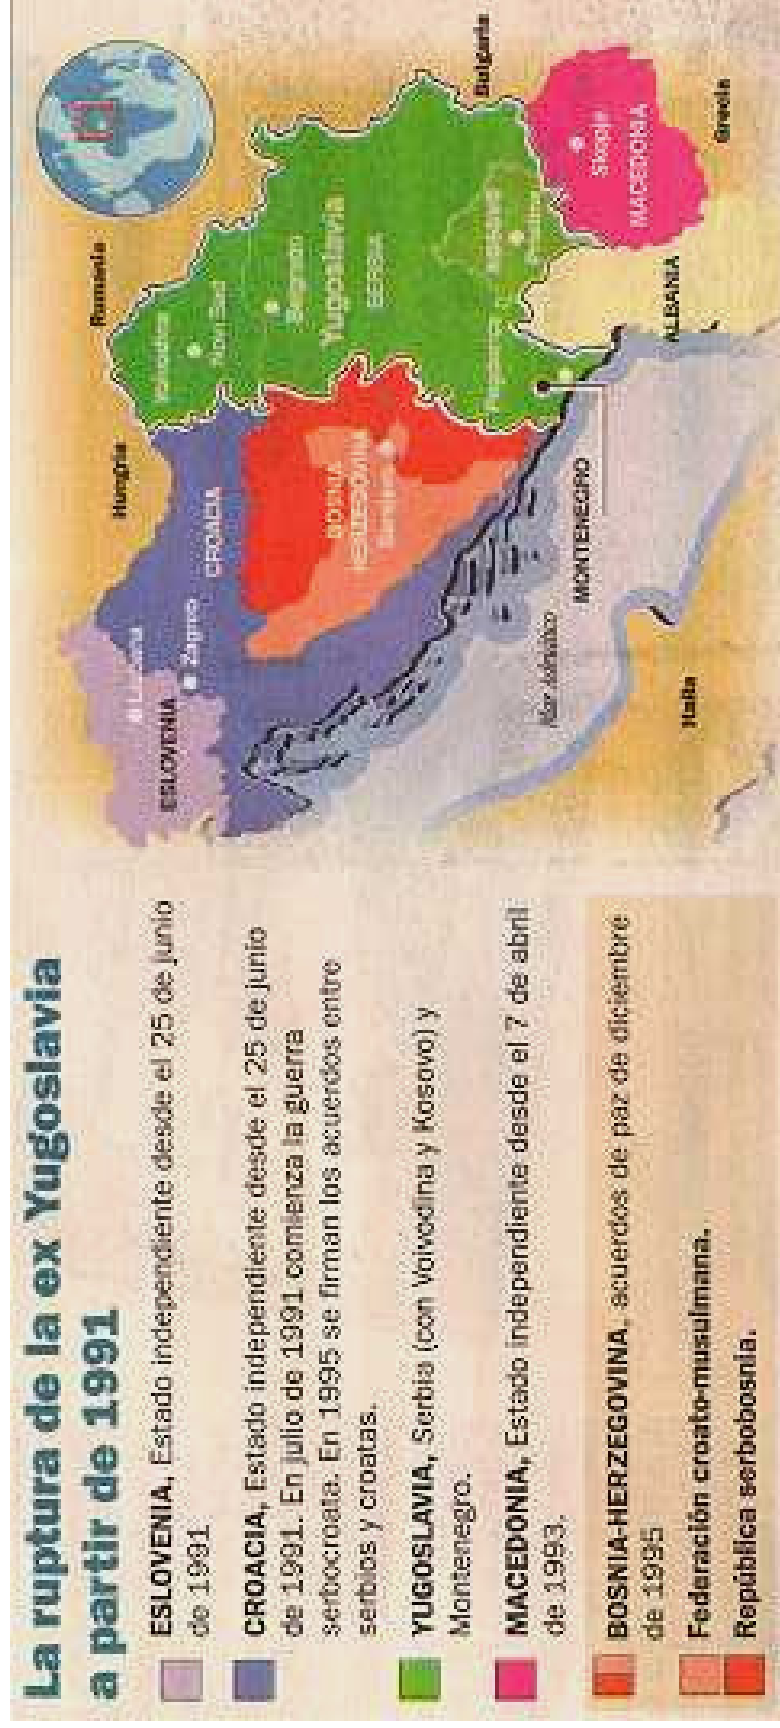 La ruptura de la ex Yugoslavia
a partir de 1991
ESLOVENIA, Estado independiente desde el 25 de junio
de 1991
CROACIA, Estado independiente desde el 25 de junio
de 1991. En julio de 1991 comienza la guerra
serbocroata. En 1995 se firman los acuerdos entre
serbios y croatas.
YUGOSLAVIA, Serbia (con Voivodina y Kosovo) y
Montenegro.
MACEDONIA, Estado independiente desde el 7 de abril
de 1993.
BOSNIA-HERZEGOVINA, acuerdos de paz de diciembre
de 1995
Federación croato-musulmana.
República serbobosnia.
Rumania
Hungría
Bulgaria
Voivodina
Novi Sad
Belgrado
Yugoslavia
SERBIA
KOSOVO
CROACIA
Zagreb
ESLOVENIA
BOSNIA
HERZEGOVINA
Sarajevo
Skopje
MACEDONIA
Grecia
ALBANIA
MONTENEGRO
Mar Adriático
Italia